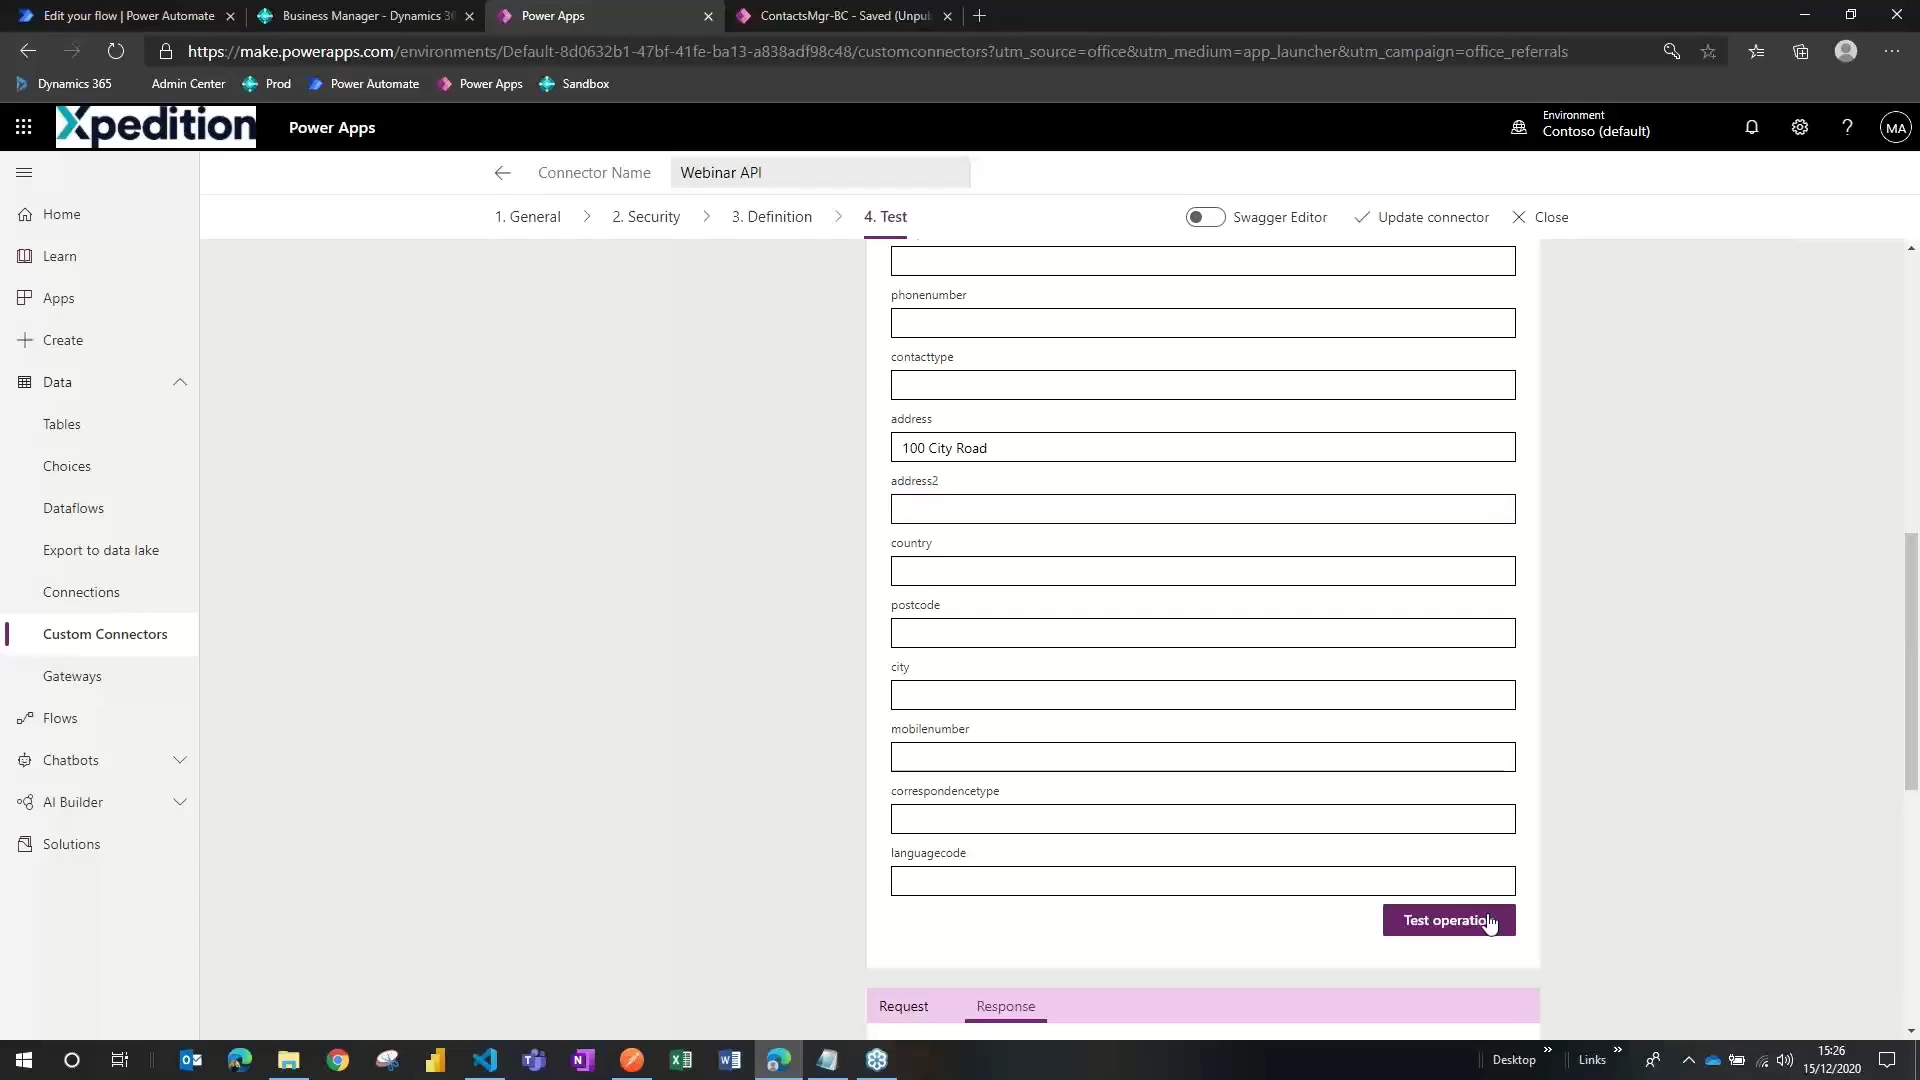 Edit your flow | Power Automate
Business Manager - Dynamics 36
Power Apps
ContactsMgr-BC - Saved (Unpu
https://make.powerapps.com/environments/Default-8d0632b1-47bf-41fe-ba13-a838adf98c48/customconnectors?utm_source=office&utm_medium=app_launcher&utm_campaign=office_referrals
Dynamics 365
Admin Center
Prod
Power Automate
Power Apps
Sandbox
Xpedition
Power Apps
Environment
Contoso (default)
MA
Connector Name
Webinar API
1. General
2. Security
3. Definition
4. Test
Swagger Editor
Update connector
Close
Home
Learn
Apps
Create
Data
Tables
Choices
Dataflows
Export to data lake
Connections
Custom Connectors
Gateways
Flows
Chatbots
AI Builder
Solutions
phonenumber
contacttype
address
100 City Road
address2
country
postcode
city
mobilenumber
correspondencetype
languagecode
Test operation
Request
Response
Desktop
Links
15:26
15/12/2020